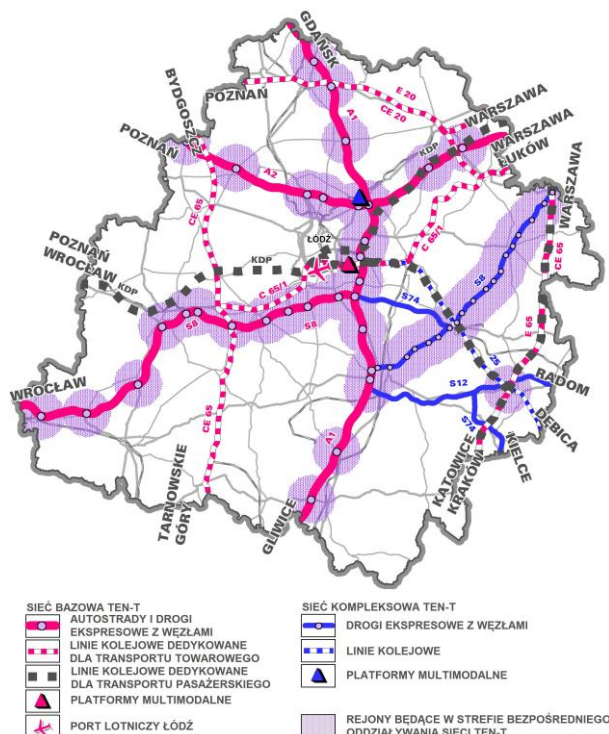 GDAŃSK
BYDGOSZCZ
POZNAŃ
E 20
CE 20
A1
WARSZAWA
KDP
WARSZAWA
ŁUKÓW
WARSZAWA
POZNAŃ
A2
CE 65
C 65/1
ŁÓDŹ
KDP
POZNAŃ
WROCŁAW
KDP
C 65/1
S8
S8
S74
S8
CE 65
25
E 65
WROCŁAW
CE 65
S12
RADOM
S74
DĘBICA
KIELCE
KATOWICE
KRAKÓW
A1
TARNOWSKIE
GÓRY
GLIWICE
SIEĆ BAZOWA TEN-T
AUTOSTRADY I DROGI
EKSPRESOWE Z WĘZŁAMI
LINIE KOLEJOWE DEDYKOWANE
DLA TRANSPORTU TOWAROWEGO
LINIE KOLEJOWE DEDYKOWANE
DLA TRANSPORTU PASAŻERSKIEGO
PLATFORMY MULTIMODALNE
PORT LOTNICZY ŁÓDŹ
SIEĆ KOMPLEKSOWA TEN-T
DROGI EKSPRESOWE Z WĘZŁAMI
LINIE KOLEJOWE
PLATFORMY MULTIMODALNE
REJONY BĘDĄCE W STREFIE BEZPOŚREDNIEGO
ODDZIAŁYWANIA SIECI TEN-T